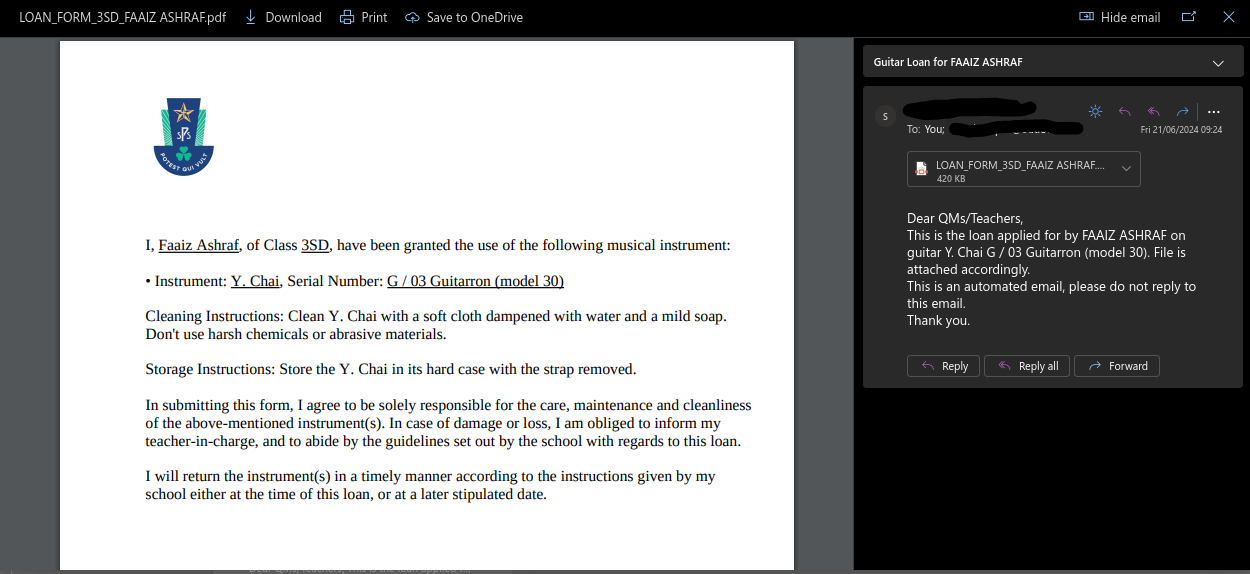 LOAN_FORM_3SD_FAAIZ ASHRAF.pdf Download Print Save to OneDrive Hide email
SPS
POTEST QUI VULT
I, Faaiz Ashraf, of Class 3SD, have been granted the use of the following musical instrument:
• Instrument: Y. Chai, Serial Number: G / 03 Guitarron (model 30)
Cleaning Instructions: Clean Y. Chai with a soft cloth dampened with water and a mild soap.
Don't use harsh chemicals or abrasive materials.
Storage Instructions: Store the Y. Chai in its hard case with the strap removed.
In submitting this form, I agree to be solely responsible for the care, maintenance and cleanliness
of the above-mentioned instrument(s). In case of damage or loss, I am obliged to inform my
teacher-in-charge, and to abide by the guidelines set out by the school with regards to this loan.
I will return the instrument(s) in a timely manner according to the instructions given by my
school either at the time of this loan, or at a later stipulated date.
Guitar Loan for FAAIZ ASHRAF
S
To: You;
Fri 21/06/2024 09:24
LOAN_FORM_3SD_FAAIZ ASHRAF....
420 KB
Dear QMs/Teachers,
This is the loan applied for by FAAIZ ASHRAF on
guitar Y. Chai G / 03 Guitarron (model 30). File is
attached accordingly.
This is an automated email, please do not reply to
this email.
Thank you.
Reply Reply all Forward